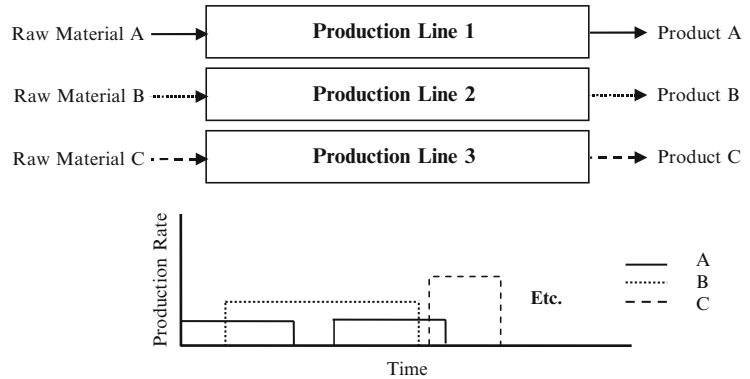 Raw Material A Production Line 1 Product A
Raw Material B Production Line 2 Product B
Raw Material C Production Line 3 Product C
Production Rate
A
B
C
Etc.
Time